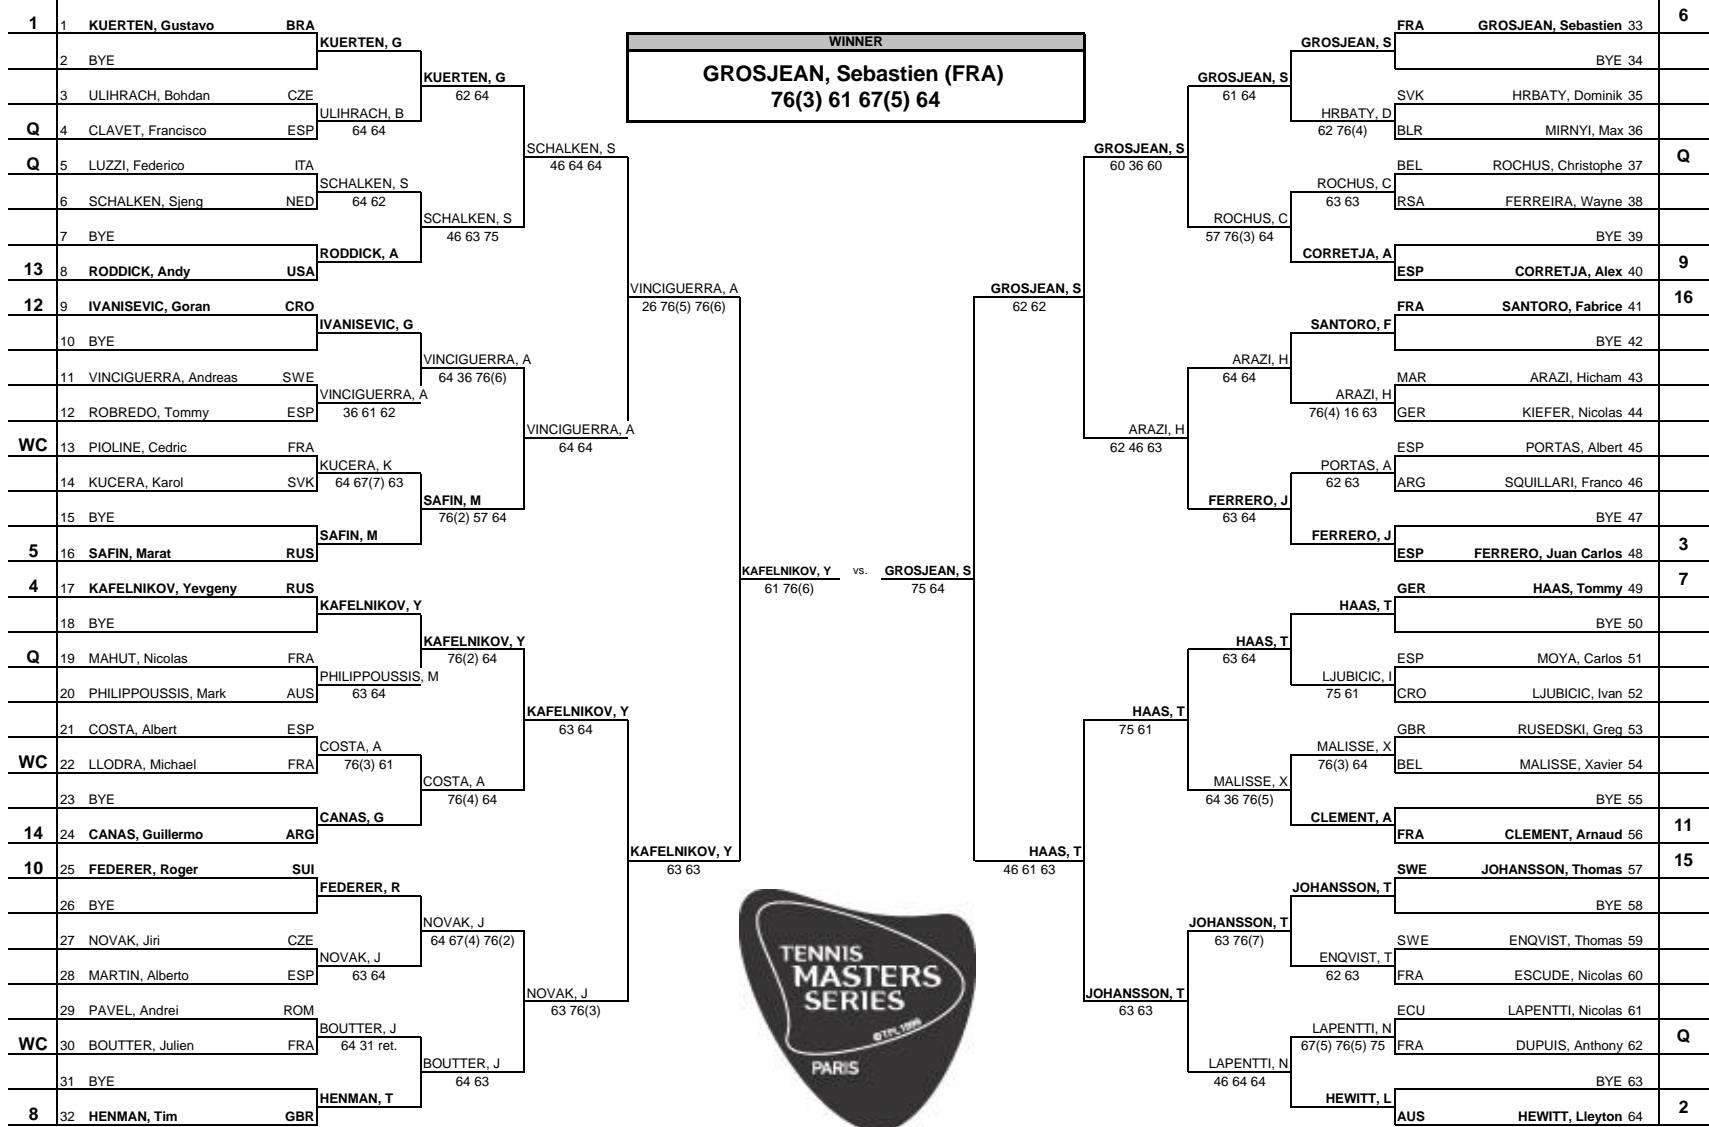 1 1 KUERTEN, Gustavo BRA
2 BYE
3 ULIHRACH, Bohdan CZE
Q 4 CLAVET, Francisco ESP
Q 5 LUZZI, Federico ITA
6 SCHALKEN, Sjeng NED
7 BYE
13 8 RODDICK, Andy USA
12 9 IVANISEVIC, Goran CRO
10 BYE
11 VINCIGUERRA, Andreas SWE
12 ROBREDO, Tommy ESP
WC 13 PIOLINE, Cedric FRA
14 KUCERA, Karol SVK
15 BYE
5 16 SAFIN, Marat RUS
4 17 KAFELNIKOV, Yevgeny RUS
18 BYE
Q 19 MAHUT, Nicolas FRA
20 PHILIPPOUSSIS, Mark AUS
21 COSTA, Albert ESP
WC 22 LLODRA, Michael FRA
23 BYE
14 24 CANAS, Guillermo ARG
10 25 FEDERER, Roger SUI
26 BYE
27 NOVAK, Jiri CZE
28 MARTIN, Alberto ESP
29 PAVEL, Andrei ROM
WC 30 BOUTTER, Julien FRA
31 BYE
8 32 HENMAN, Tim GBR
KUERTEN, G
ULIHRACH, B
64 64
SCHALKEN, S
64 62
RODDICK, A
IVANISEVIC, G
VINCIGUERRA, A
36 61 62
KUCERA, K
64 67(7) 63
SAFIN, M
KAFELNIKOV, Y
PHILIPPOUSSIS, M
63 64
COSTA, A
76(3) 61
CANAS, G
FEDERER, R
NOVAK, J
63 64
BOUTTER, J
64 31 ret.
HENMAN, T
KUERTEN, G
62 64
SCHALKEN, S
46 63 75
VINCIGUERRA, A
64 36 76(6)
SAFIN, M
76(2) 57 64
KAFELNIKOV, Y
76(2) 64
COSTA, A
76(4) 64
NOVAK, J
64 67(4) 76(2)
BOUTTER, J
64 63
SCHALKEN, S
46 64 64
VINCIGUERRA, A
64 64
KAFELNIKOV, Y
63 64
NOVAK, J
63 76(3)
VINCIGUERRA, A
26 76(5) 76(6)
KAFELNIKOV, Y
63 63
WINNER
GROSJEAN, Sebastien (FRA)
76(3) 61 67(5) 64
KAFELNIKOV, Y vs. GROSJEAN, S
61 76(6) 75 64
TENNIS
MASTERS
SERIES
©TPL 1999
PARIS
GROSJEAN, S
62 62
HAAS, T
46 61 63
GROSJEAN, S
60 36 60
ARAZI, H
62 46 63
HAAS, T
75 61
JOHANSSON, T
63 63
GROSJEAN, S
61 64
ROCHUS, C
57 76(3) 64
ARAZI, H
64 64
FERRERO, J
63 64
HAAS, T
63 64
MALISSE, X
64 36 76(5)
JOHANSSON, T
63 76(7)
LAPENTTI, N
46 64 64
GROSJEAN, S
HRBATY, D
62 76(4)
ROCHUS, C
63 63
CORRETJA, A
SANTORO, F
ARAZI, H
76(4) 16 63
PORTAS, A
62 63
FERRERO, J
HAAS, T
LJUBICIC, I
75 61
MALISSE, X
76(3) 64
CLEMENT, A
JOHANSSON, T
ENQVIST, T
62 63
LAPENTTI, N
67(5) 76(5) 75
HEWITT, L
FRA GROSJEAN, Sebastien 33 6
BYE 34
SVK HRBATY, Dominik 35
BLR MIRNYI, Max 36
BEL ROCHUS, Christophe 37 Q
RSA FERREIRA, Wayne 38
BYE 39
ESP CORRETJA, Alex 40 9
FRA SANTORO, Fabrice 41 16
BYE 42
MAR ARAZI, Hicham 43
GER KIEFER, Nicolas 44
ESP PORTAS, Albert 45
ARG SQUILLARI, Franco 46
BYE 47
ESP FERRERO, Juan Carlos 48 3
GER HAAS, Tommy 49 7
BYE 50
ESP MOYA, Carlos 51
CRO LJUBICIC, Ivan 52
GBR RUSEDSKI, Greg 53
BEL MALISSE, Xavier 54
BYE 55
FRA CLEMENT, Arnaud 56 11
SWE JOHANSSON, Thomas 57 15
BYE 58
SWE ENQVIST, Thomas 59
FRA ESCUDE, Nicolas 60
ECU LAPENTTI, Nicolas 61
FRA DUPUIS, Anthony 62 Q
BYE 63
AUS HEWITT, Lleyton 64 2